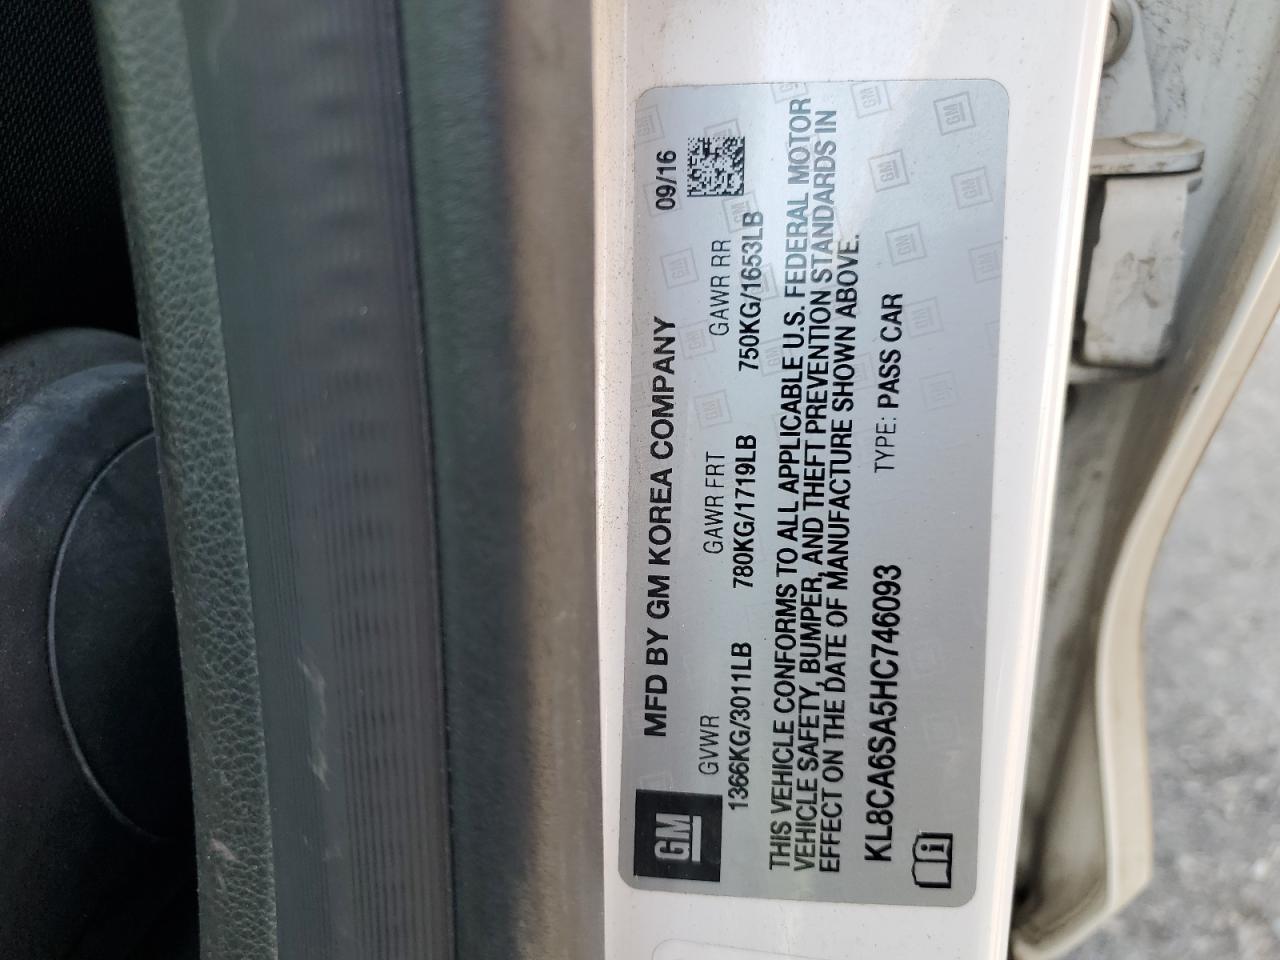 GM
MFD BY GM KOREA COMPANY 09/16
GVWR GAWR FRT GAWR RR
1366KG/3011LB 780KG/1719LB 750KG/1653LB
THIS VEHICLE CONFORMS TO ALL APPLICABLE U.S. FEDERAL MOTOR
VEHICLE SAFETY, BUMPER, AND THEFT PREVENTION STANDARDS IN
EFFECT ON THE DATE OF MANUFACTURE SHOWN ABOVE.
KL8CA6SA5HC746093 TYPE: PASS CAR